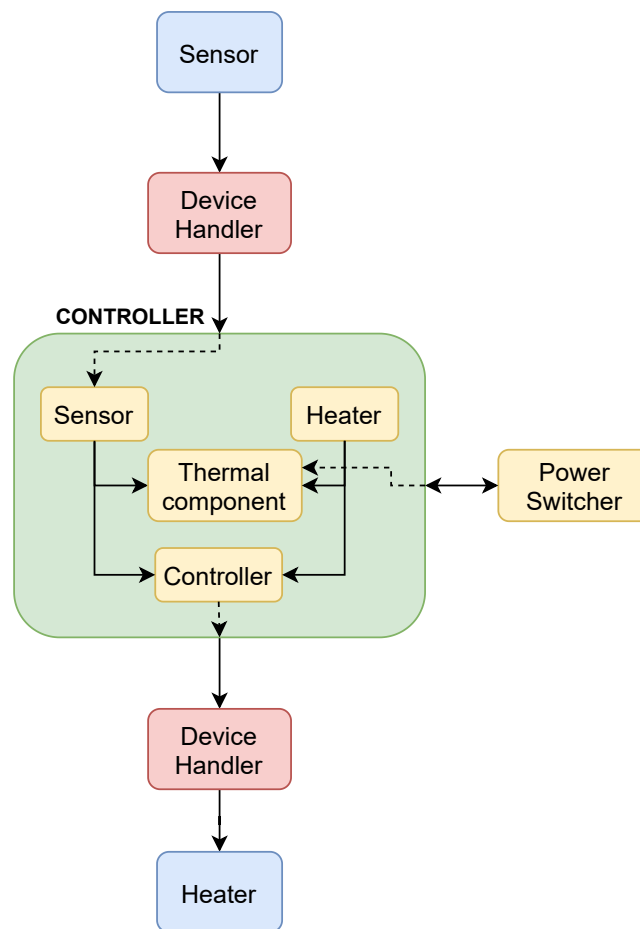 Sensor
Device
Handler
CONTROLLER
Sensor
Heater
Thermal
component
Power
Switcher
Controller
Device
Handler
Heater